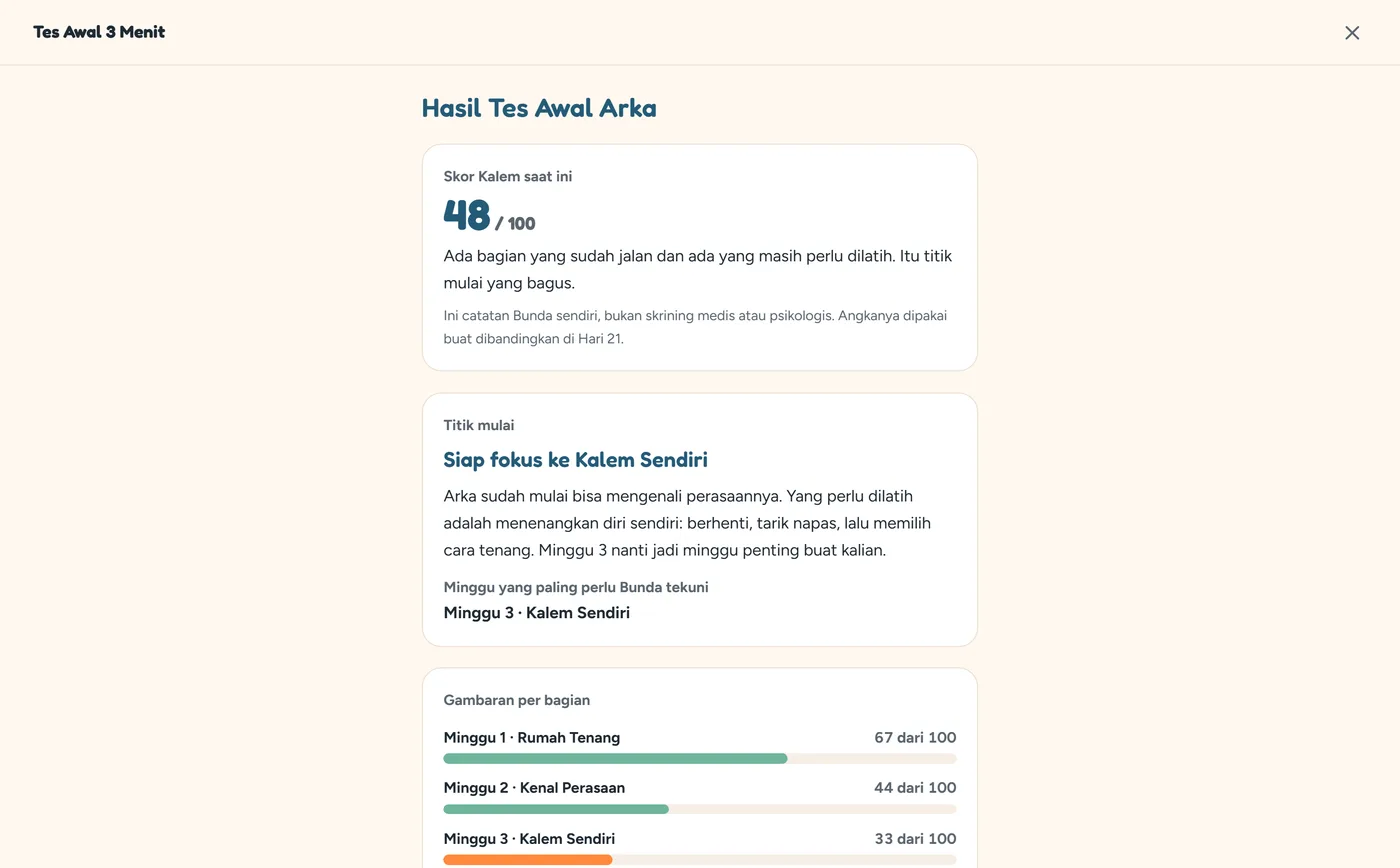 Tes Awal 3 Menit
Hasil Tes Awal Arka
Skor Kalem saat ini
48 / 100
Ada bagian yang sudah jalan dan ada yang masih perlu dilatih. Itu titik
mulai yang bagus.
Ini catatan Bunda sendiri, bukan skrining medis atau psikologis. Angkanya dipakai
buat dibandingkan di Hari 21.
Titik mulai
Siap fokus ke Kalem Sendiri
Arka sudah mulai bisa mengenali perasaannya. Yang perlu dilatih
adalah menenangkan diri sendiri: berhenti, tarik napas, lalu memilih
cara tenang. Minggu 3 nanti jadi minggu penting buat kalian.
Minggu yang paling perlu Bunda tekuni
Minggu 3 · Kalem Sendiri
Gambaran per bagian
Minggu 1 · Rumah Tenang 67 dari 100
Minggu 2 · Kenal Perasaan 44 dari 100
Minggu 3 · Kalem Sendiri 33 dari 100